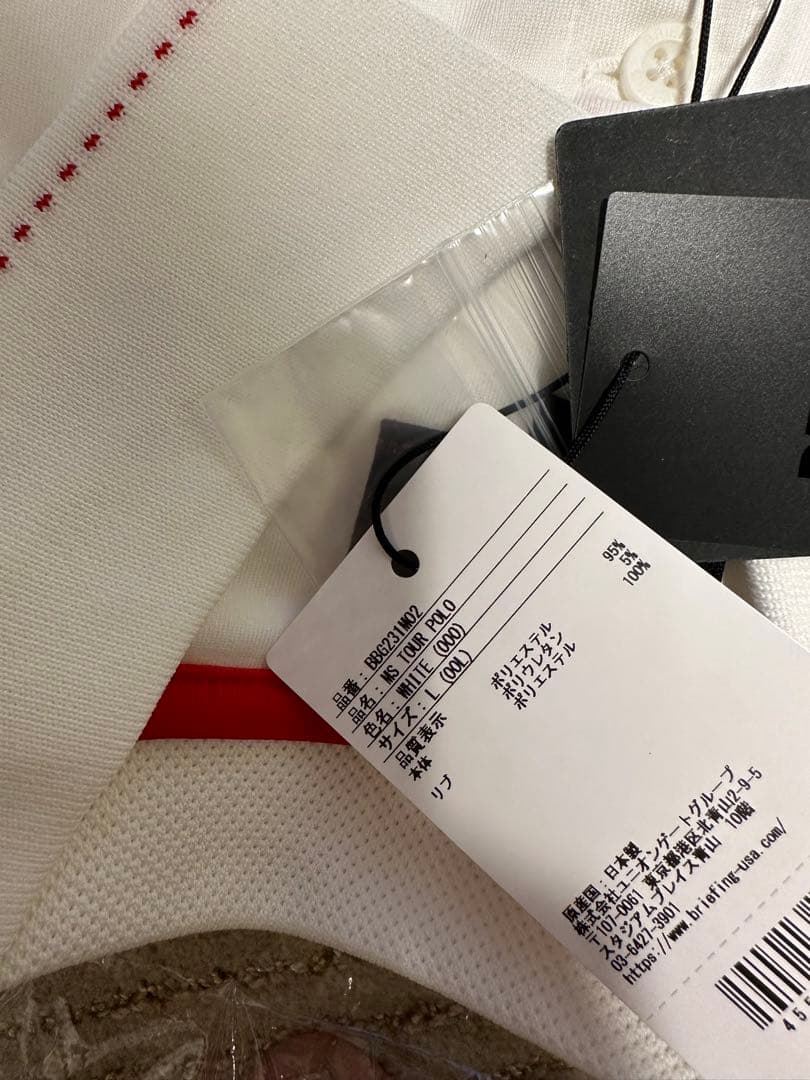 品番：BBG231M02
品名：MS TOUR POLO
色名：WHITE (000)
サイズ：L (00L)
品質表示
本体 ポリエステル 95%
ポリウレタン 5%
リブ ポリエステル 100%
原産国：日本製
株式会社ユニオンゲートグループ
〒107-0061 東京都港区北青山2-9-5
スタジアムプレイス青山 10階
03-6427-3901
https://www.briefing-usa.com/
455